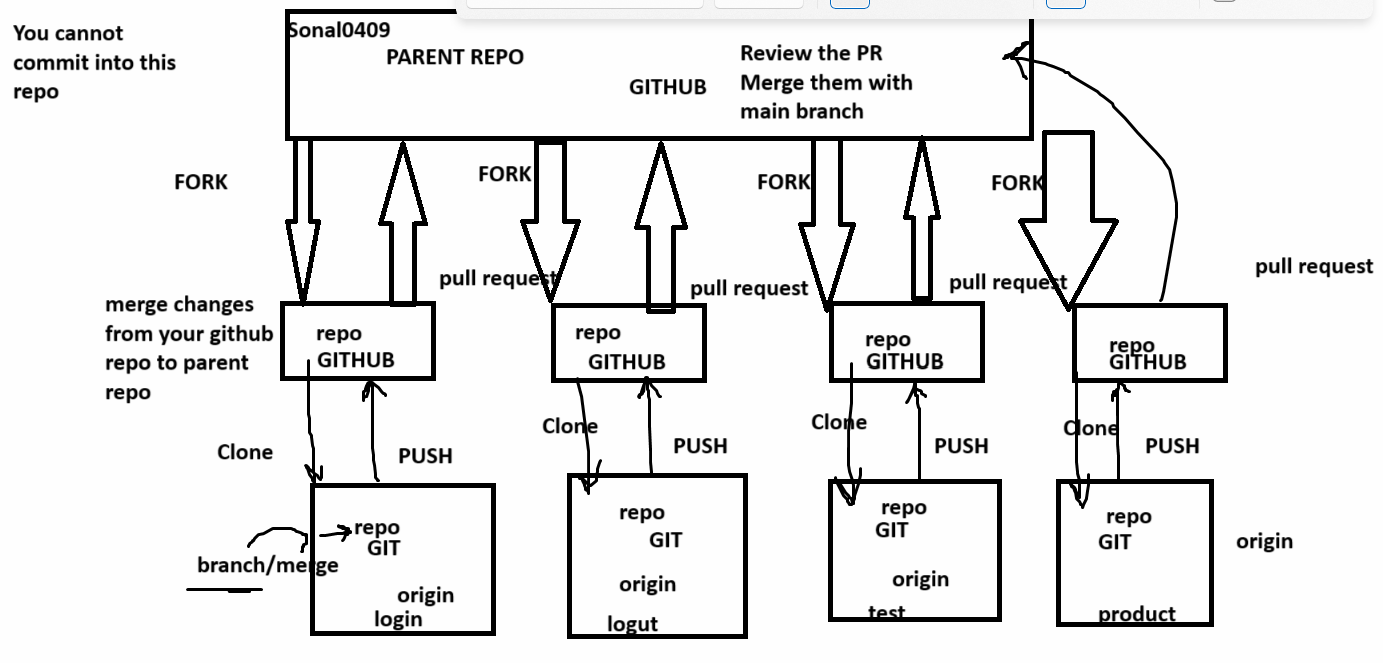 You cannot
commit into this
repo
Sonal0409
PARENT REPO
GITHUB
Review the PR
Merge them with
main branch
FORK
FORK
FORK
FORK
pull request
pull request
pull request
pull request
merge changes
from your github
repo to parent
repo
repo
GITHUB
repo
GITHUB
repo
GITHUB
repo
GITHUB
Clone
PUSH
Clone
PUSH
Clone
PUSH
Clone
PUSH
branch/merge
repo
GIT
origin
login
repo
GIT
origin
logut
repo
GIT
origin
test
repo
GIT
product
origin